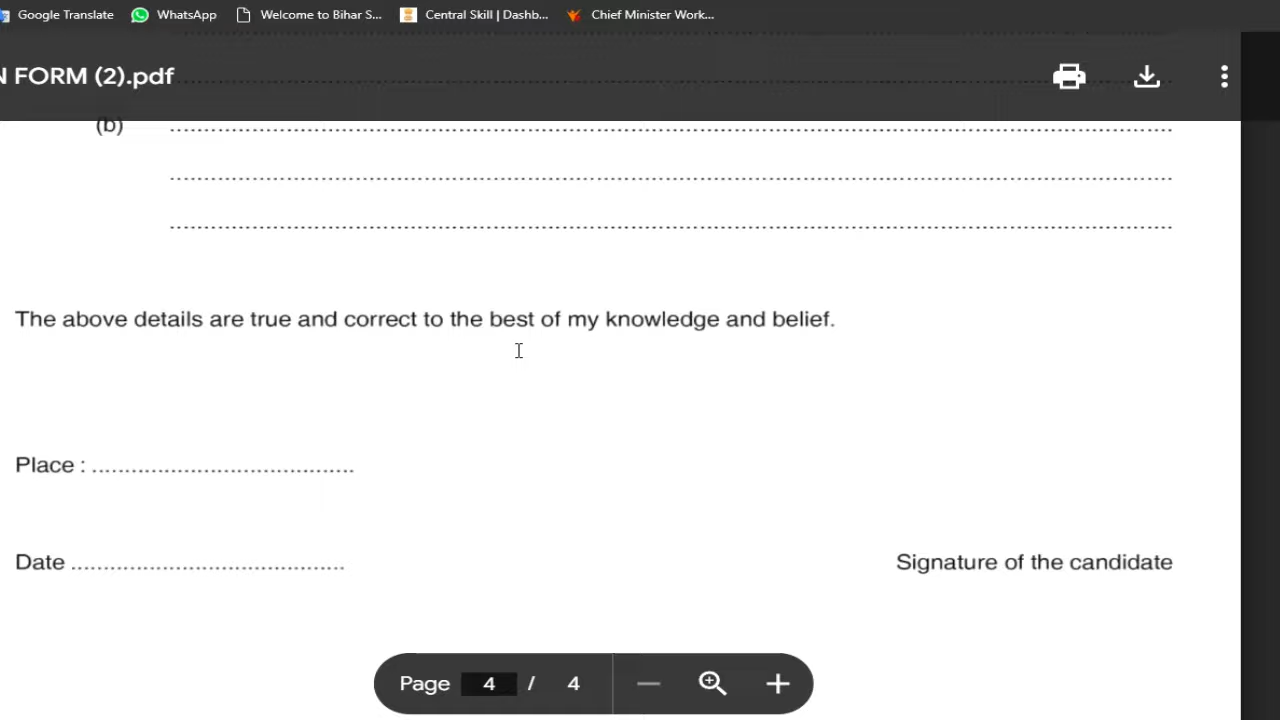 Google Translate WhatsApp Welcome to Bihar S... Central Skill | Dashb... Chief Minister Work...
N FORM (2).pdf
(b) ....................................................................................................
....................................................................................................
....................................................................................................
The above details are true and correct to the best of my knowledge and belief.
Place : .......................................
Date .........................................
Signature of the candidate
Page 4 / 4